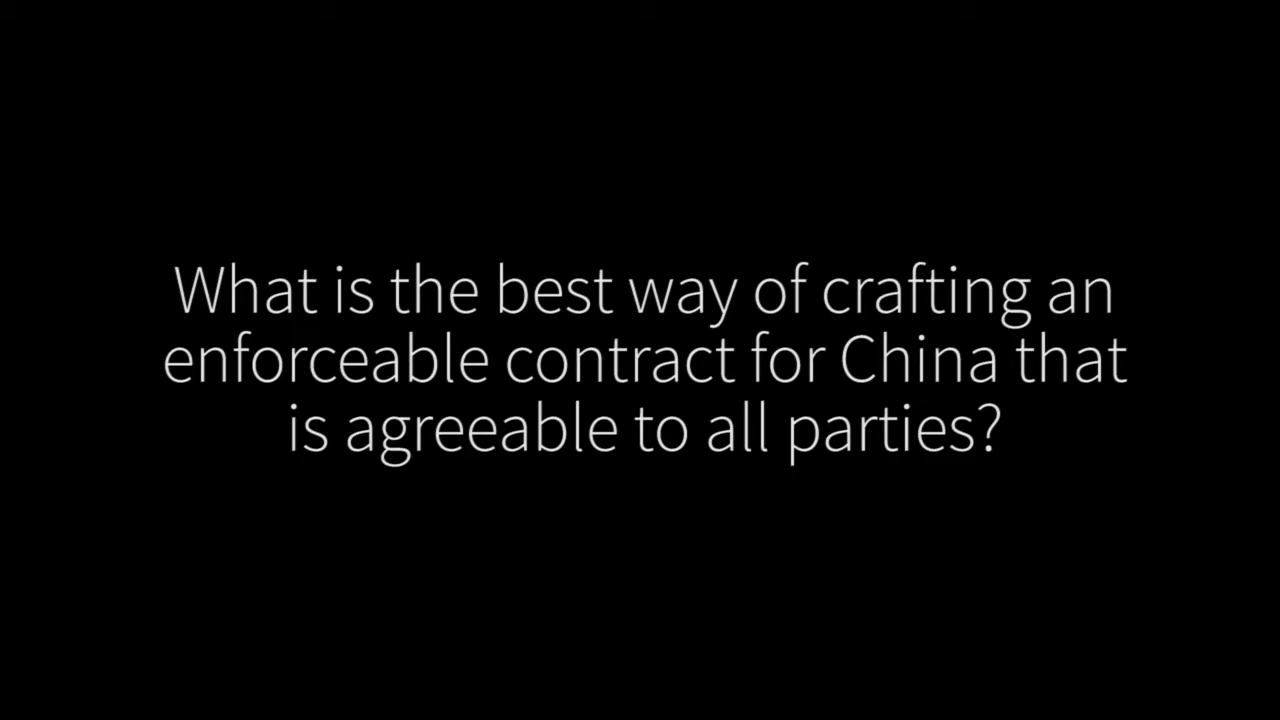 What is the best way of crafting an
enforceable contract for China that
is agreeable to all parties?